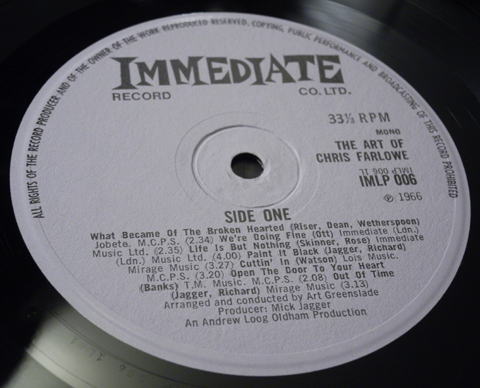 ALL RIGHTS OF THE RECORD PRODUCER AND OF THE OWNER OF THE WORK REPRODUCED RESERVED. COPYING, PUBLIC PERFORMANCE AND BROADCASTING OF THIS RECORD PROHIBITED
IMMEDIATE
RECORD CO. LTD.
33⅓ RPM
MONO
THE ART OF
CHRIS FARLOWE
IMLP 006 1L
IMLP 006
℗ 1966
SIDE ONE
What Became Of The Broken Hearted (Riser, Dean, Wetherspoon)
Jobete. M.C.P.S. (2.34) We're Doing Fine (Ott) Immediate (Ldn.)
Music Ltd. (2.35) Life Is But Nothing (Skinner, Rose) Immediate
(Ldn.) Music Ltd. (4.00) Paint It Black (Jagger, Richard)
Mirage Music (3.27) Cuttin' In (Watson) Lois. Music.
M.C.P.S. (3.20) Open The Door To Your Heart
(Banks) T.M. Music. M.C.P.S. (2.08) Out Of Time
(Jagger, Richard) Mirage Music (3.13)
Arranged and conducted by Art Greenslade
Producer: Mick Jagger
An Andrew Loog Oldham Production